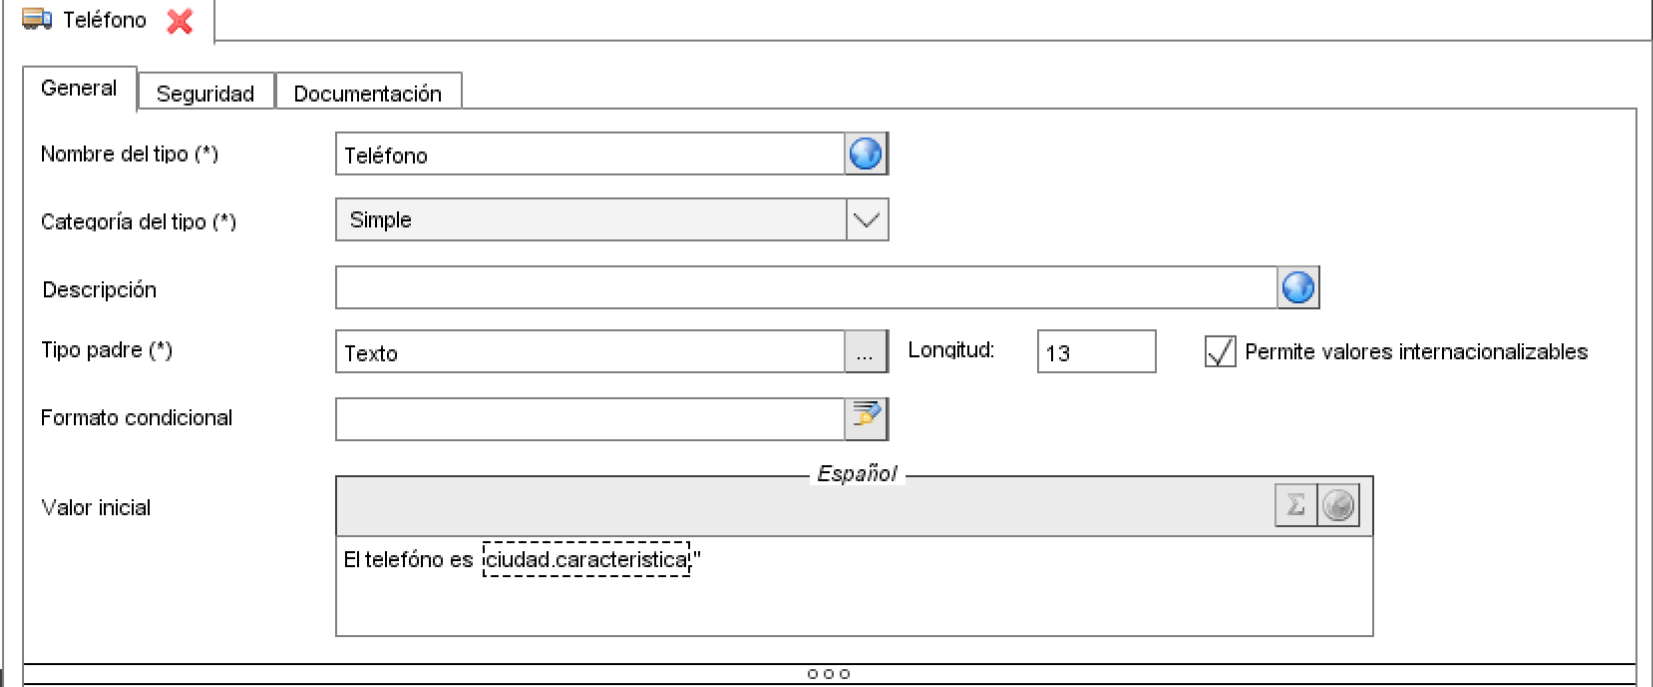 Teléfono
General Seguridad Documentación
Nombre del tipo (*) Teléfono
Categoría del tipo (*) Simple
Descripción
Tipo padre (*) Texto ... Longitud: 13 Permite valores internacionalizables
Formato condicional
Español
Valor inicial Σ
El telefóno es ciudad.caracteristica"